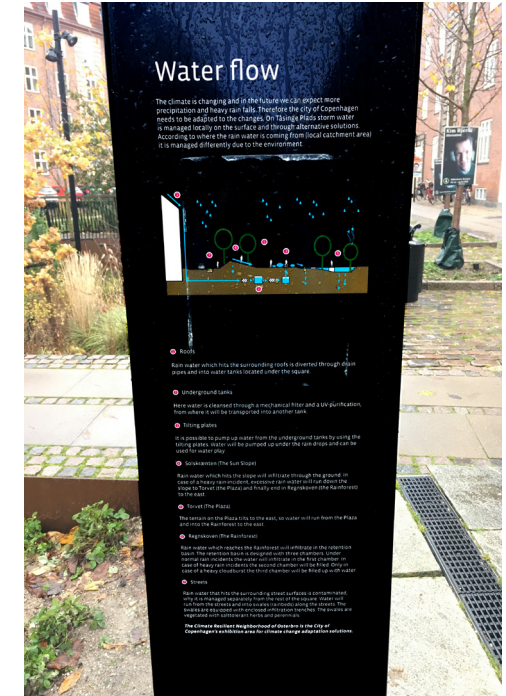 Water flow
The climate is changing and in the future we can expect more
precipitation and heavy rain falls. Therefore the city of Copenhagen
needs to be adapted to the changes. On Tåsinge Plads storm water
is managed locally on the surface and through alternative solutions.
According to where the rain water is coming from (local catchment area)
it is managed differently due to the environment.
Roofs
Rain water which hits the surrounding roofs is diverted through drain
pipes and into water tanks located under the square.
Underground tanks
Here water is cleansed through a mechanical filter and a UV-purification,
from where it will be transported into another tank.
Tilting plates
It is possible to pump up water from the underground tanks by using the
tilting plates. Water will be pumped up under the rain drops and can be
used for water play.
Solskrænten (The Sun Slope)
Rain water which hits the slope will infiltrate through the ground. In
case of a heavy rain incident, excessive rain water will run down the
slope to Torvet (the Plaza) and finally end in Regnskoven (the Rainforest)
to the east.
Torvet (The Plaza)
The terrain on the Plaza tilts to the east, so water will run from the Plaza
and into the Rainforest to the east.
Regnskoven (The Rainforest)
Rain water which reaches the Rainforest will infiltrate in the retention
basin. The retention basin is designed with three chambers. Under
normal rain incidents the water will infiltrate in the first chamber. In
case of heavy rain incidents the second chamber will be filled. Only in
case of a heavy cloudburst the third chamber will be filled up with water.
Streets
Rain water that hits the surrounding street surfaces is contaminated,
why it is managed separately from the rest of the square. Water will
run from the streets and into swales (rainbeds) along the streets. The
swales are equipped with enclosed infiltration trenches. The swales are
vegetated with salttolerant herbs and perennials.
The Climate Resilient Neighborhood of Østerbro is the City of
Copenhagen's exhibition area for climate change adaptation solutions.